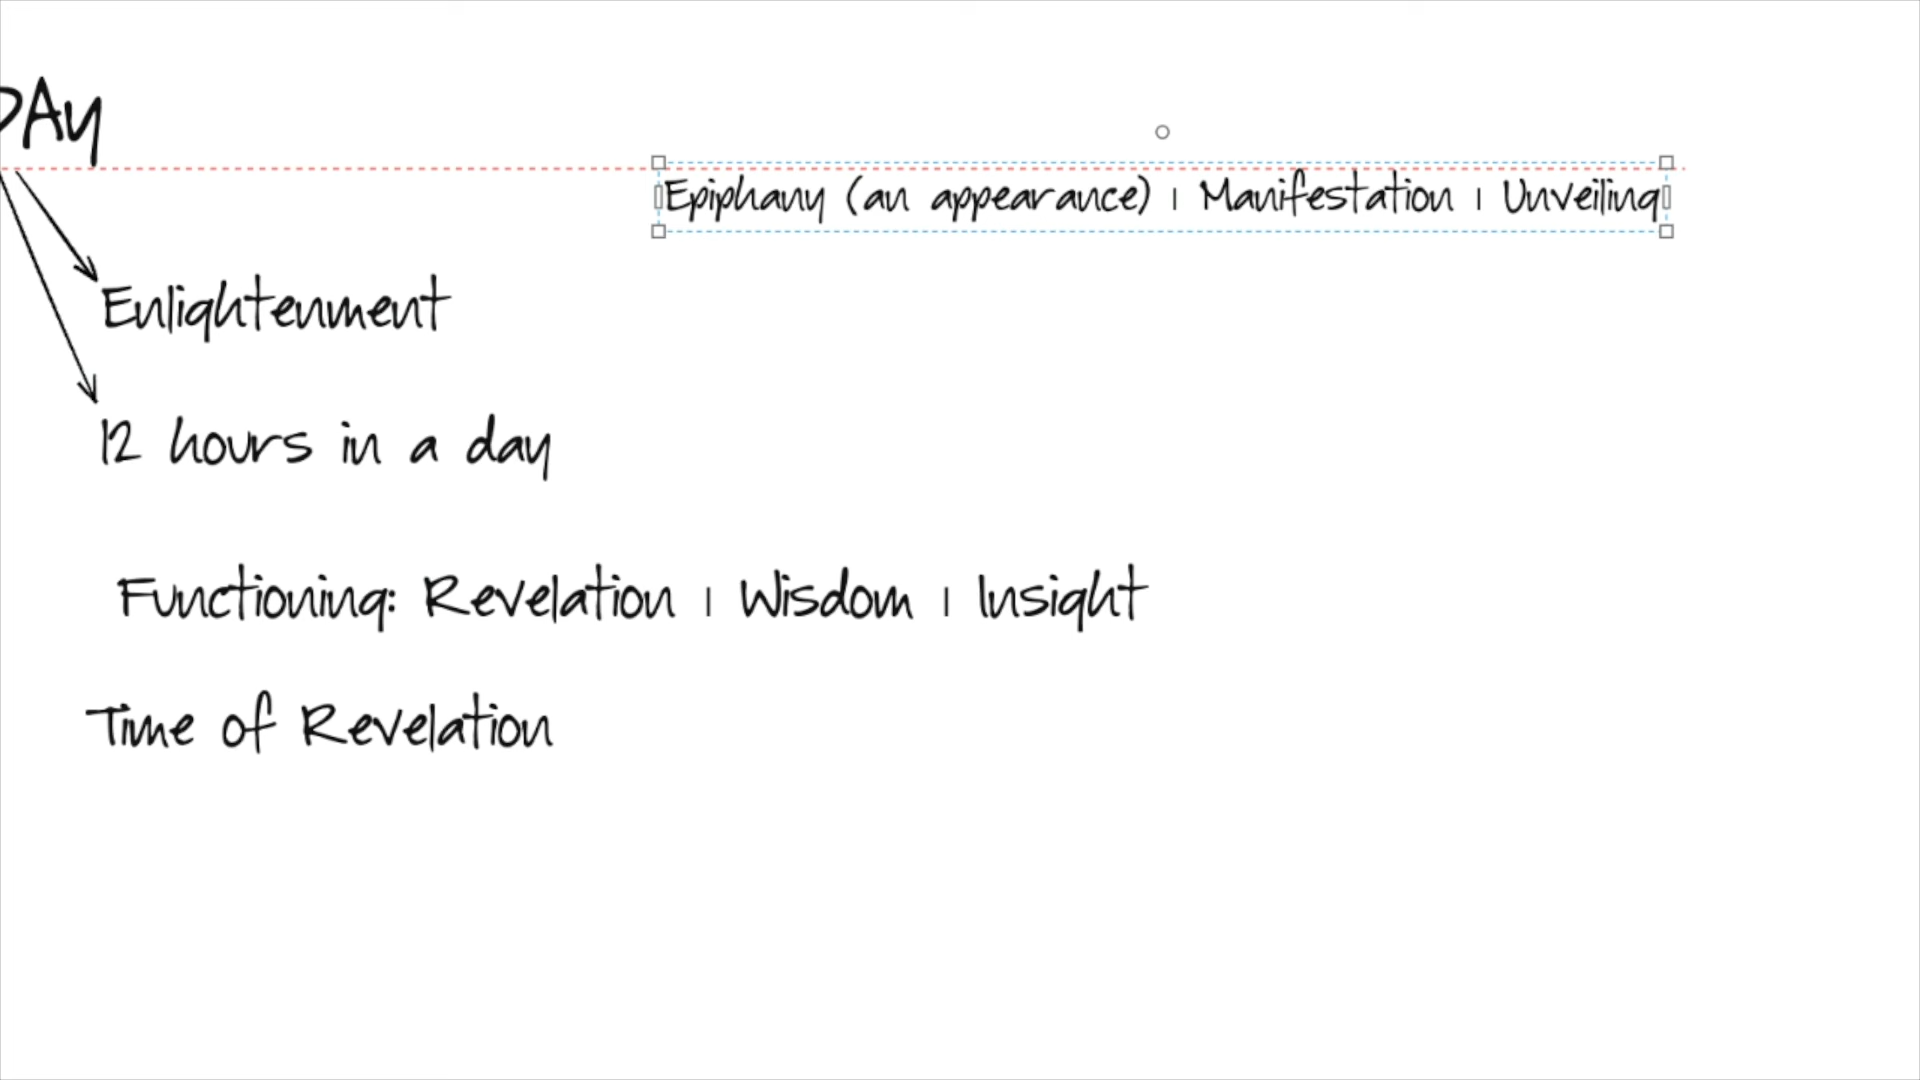 DAY
Epiphany (an appearance) | Manifestation | Unveiling
Enlightenment
12 hours in a day
Functioning: Revelation | Wisdom | Insight
Time of Revelation